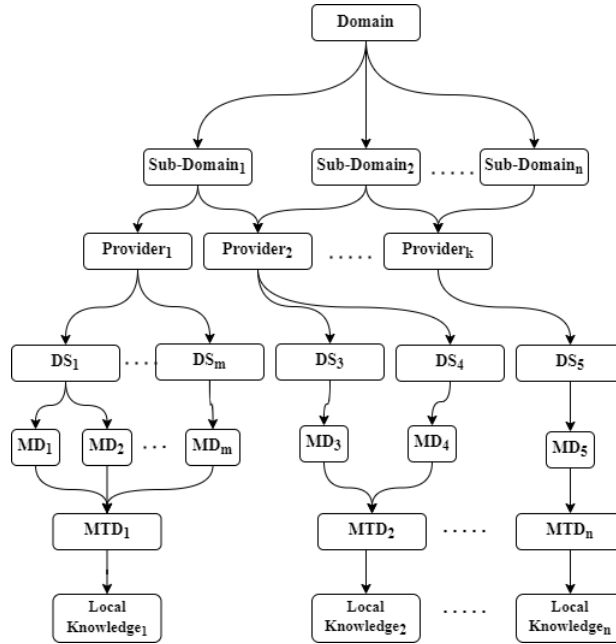 Domain
Sub-Domain₁ Sub-Domain₂ ..... Sub-Domainₙ
Provider₁ Provider₂ ..... Providerₖ
DS₁ .... DSₘ DS₃ DS₄ DS₅
MD₁ MD₂ ... MDₘ MD₃ MD₄ MD₅
MTD₁ MTD₂ ..... MTDₙ
Local Local ..... Local
Knowledge₁ Knowledge₂ Knowledgeₙ